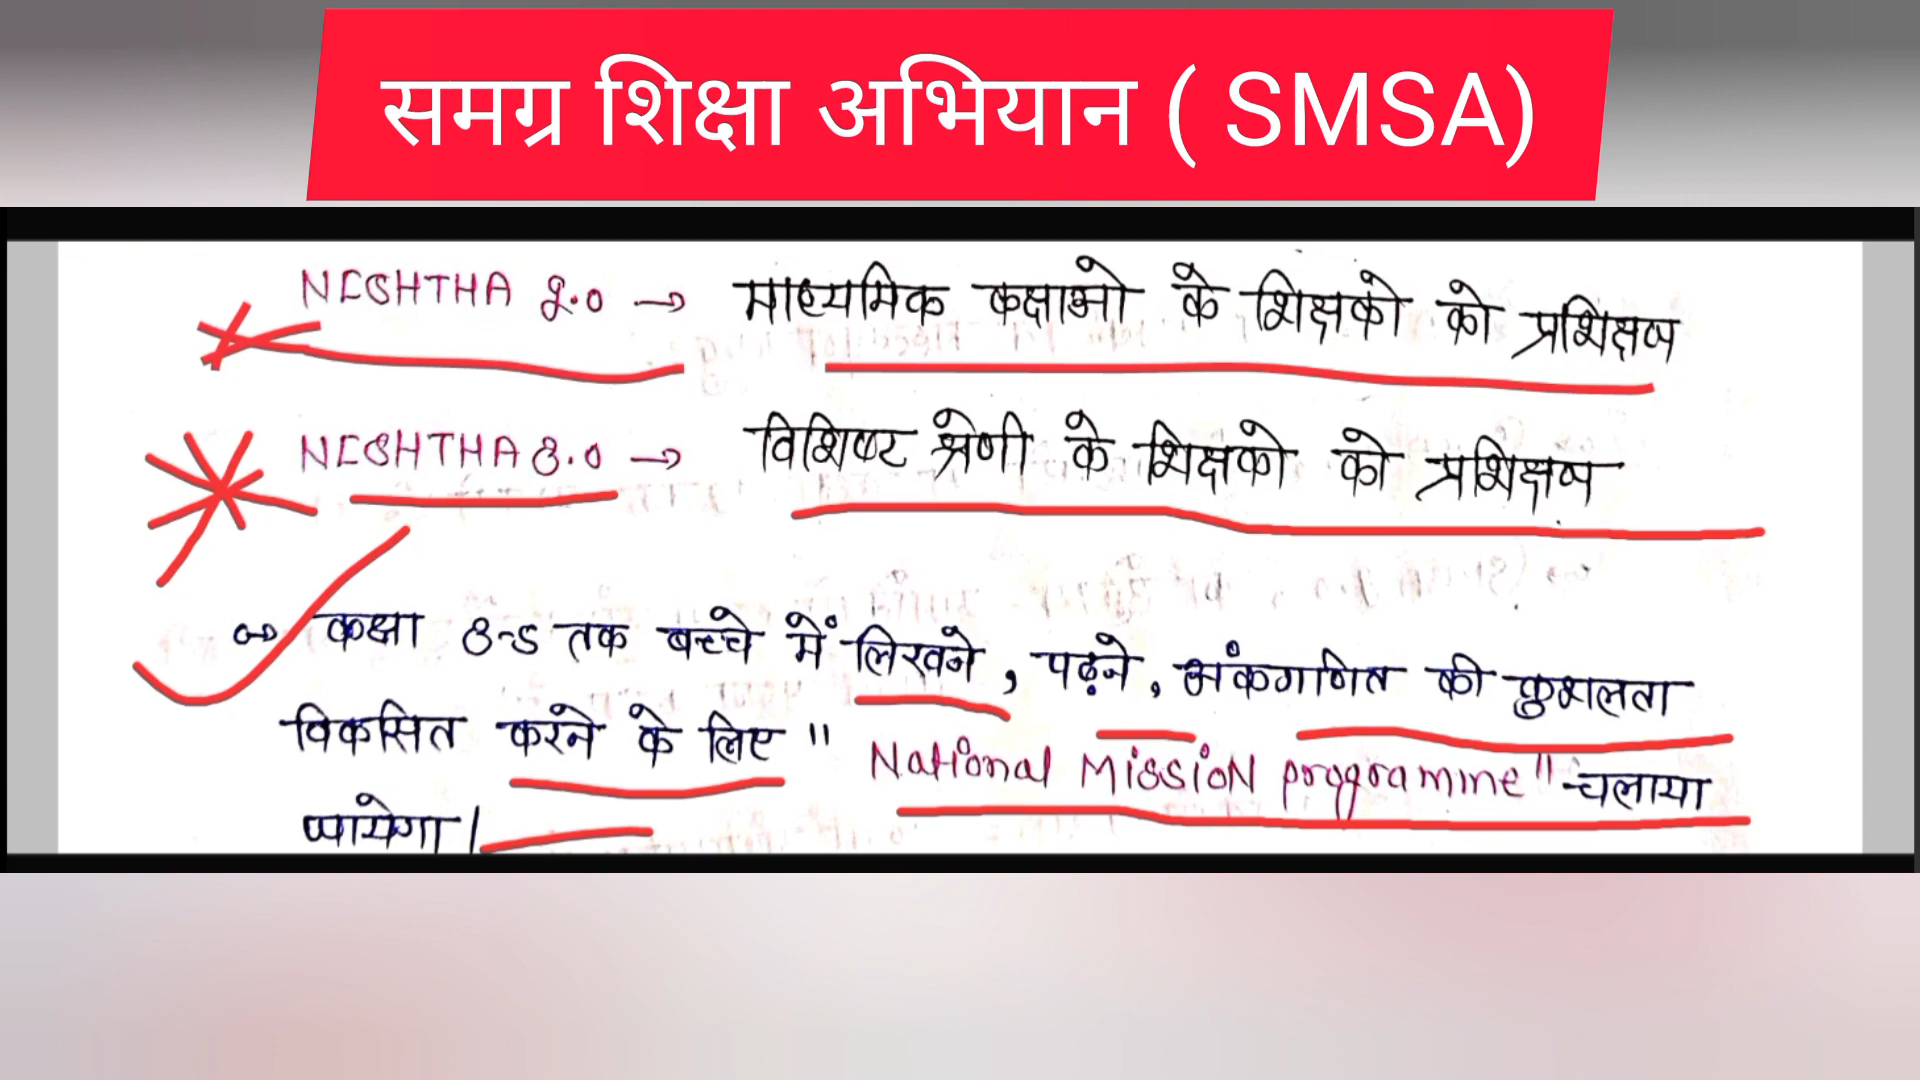 समग्र शिक्षा अभियान ( SMSA)
NISHTHA 2.0 → माध्यमिक कक्षाओ के शिक्षको को प्रशिक्षण
NISHTHA 3.0 → विशिष्ट श्रेणी के शिक्षको को प्रशिक्षण
कक्षा 3-5 तक बच्चे में लिखने, पढ़ने, अंकगणित की कुशलता
विकसित करने के लिए " National Mission programme" चलाया
जायेगा।